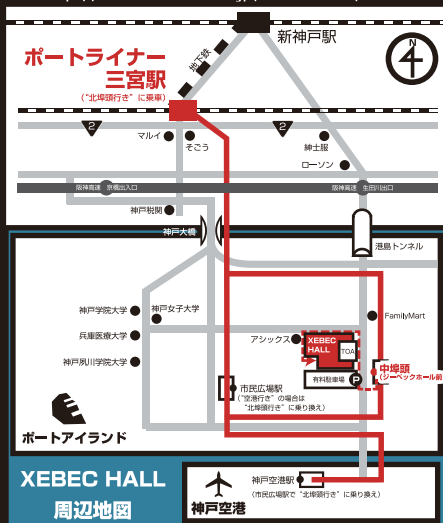 新神戸駅
N
地下鉄
ポートライナー
三宮駅
("北埠頭行き"に乗車)
2
2
マルイ
そごう
紳士服
ローソン
阪神高速 京橋出入口
阪神高速 生田川出口
神戸税関
神戸大橋
港島トンネル
神戸学院大学
神戸女子大学
兵庫医療大学
神戸夙川学院大学
アシックス
FamilyMart
XEBEC
HALL
TOA
有料駐車場
P
中埠頭
(ジーベックホール前)
市民広場駅
("空港行き"の場合は
"北埠頭行き"に乗り換え)
ポートアイランド
XEBEC HALL
周辺地図
神戸空港
神戸空港駅
(市民広場駅で"北埠頭行き"に乗り換え)